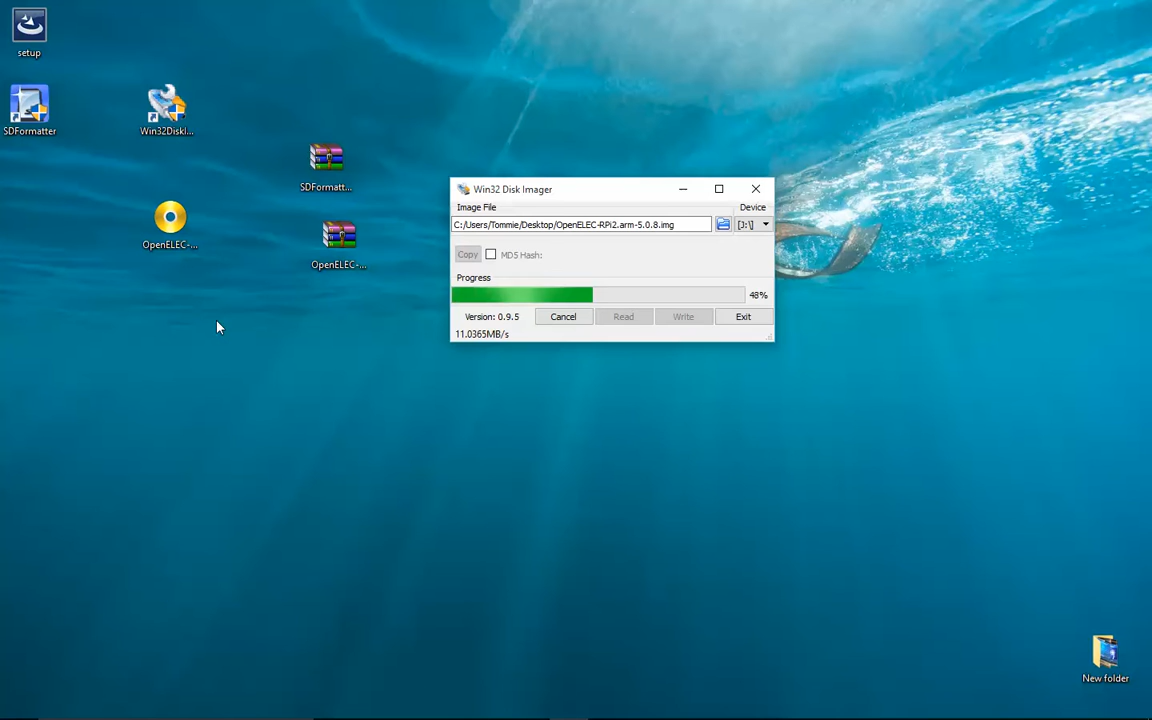 setup
SDFormatter
Win32DiskI...
SDFormatt...
OpenELEC-...
OpenELEC-...
Win32 Disk Imager
Image File
Device
C:/Users/Tommie/Desktop/OpenELEC-RPi2.arm-5.0.8.img
[J:\]
Copy
MD5 Hash:
Progress
48%
Version: 0.9.5
Cancel
Read
Write
Exit
11.0365MB/s
New folder